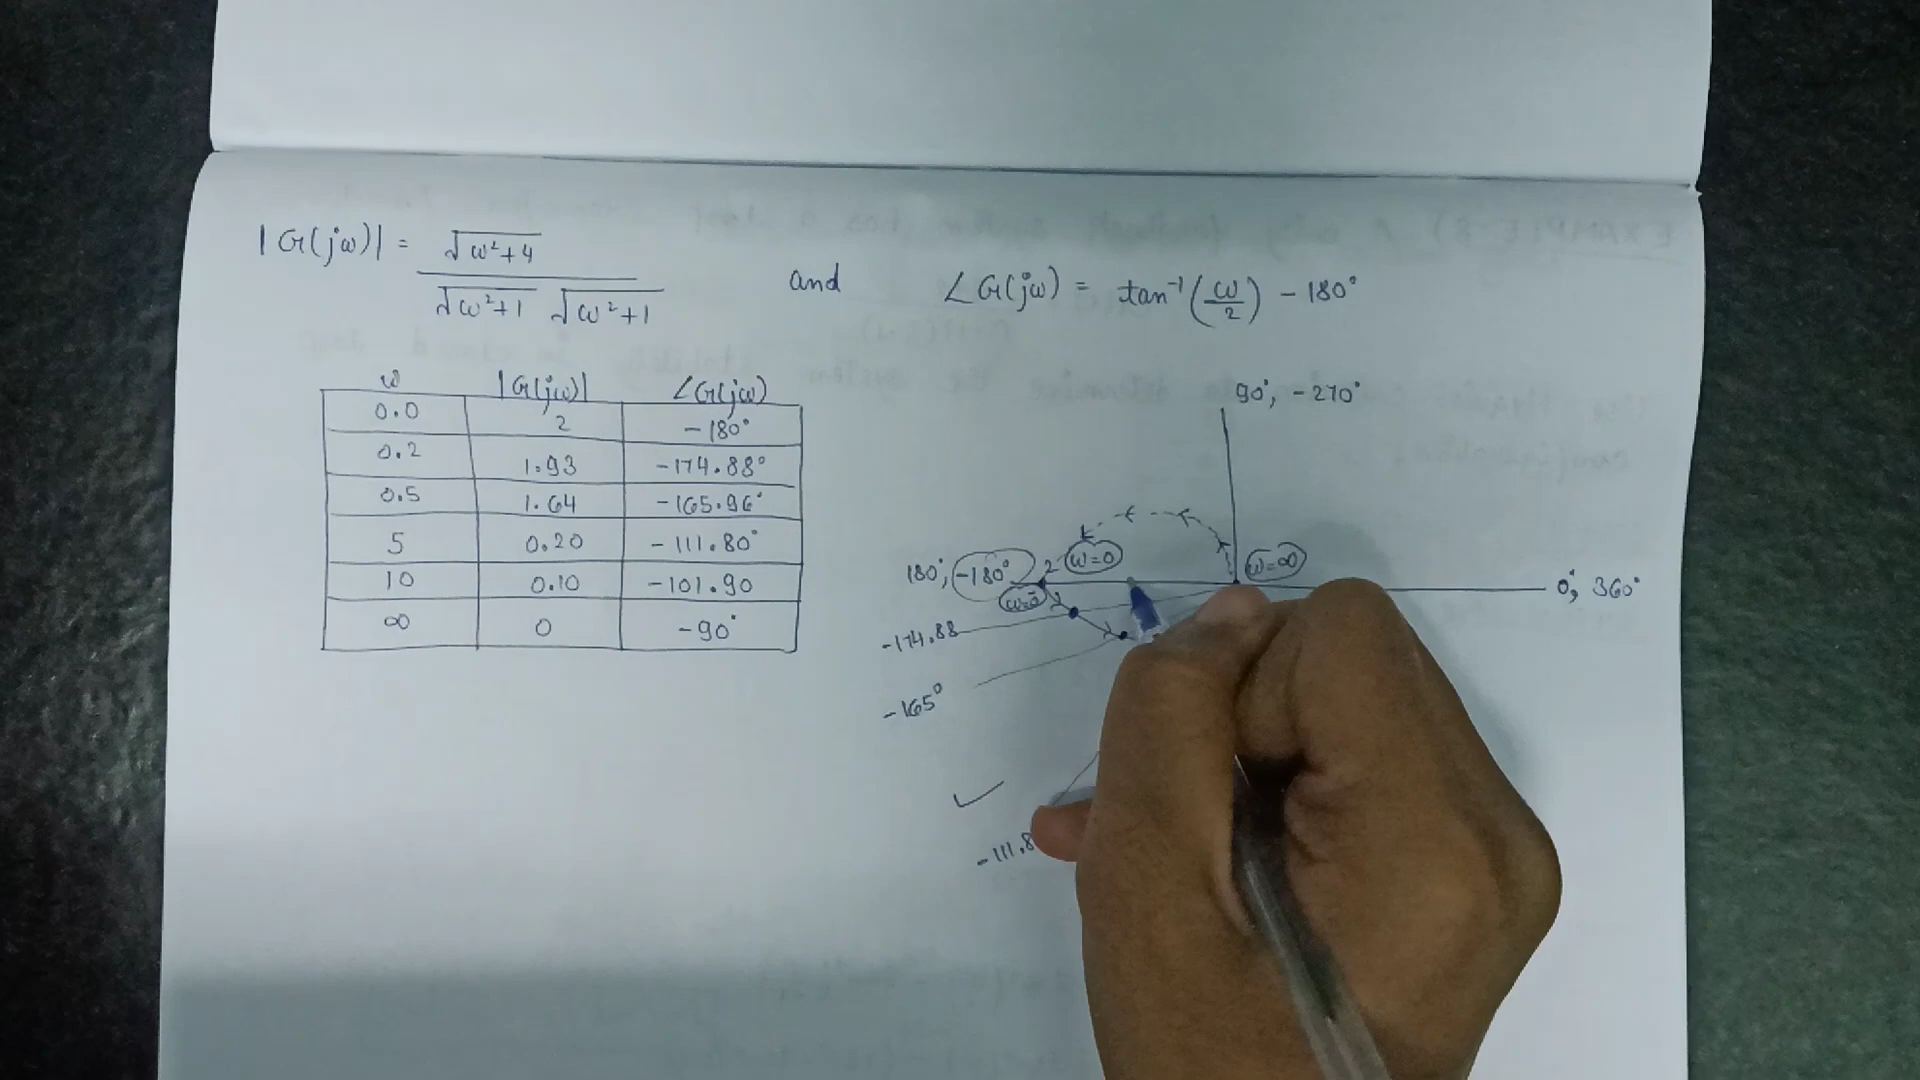 |G(jω)| = √ω²+4 / √ω²+1 √ω²+1 and ∠G(jω) = tan⁻¹(ω/2) - 180°
ω |G(jω)| ∠G(jω)
0.0 2 -180°
0.2 1.93 -174.88°
0.5 1.64 -165.96°
5 0.20 -111.80°
10 0.10 -101.90
∞ 0 -90°
90°, -270°
180°, -180° 2 ω=0 ω=∞ 0°, 360°
-174.88
-165°
-111.8